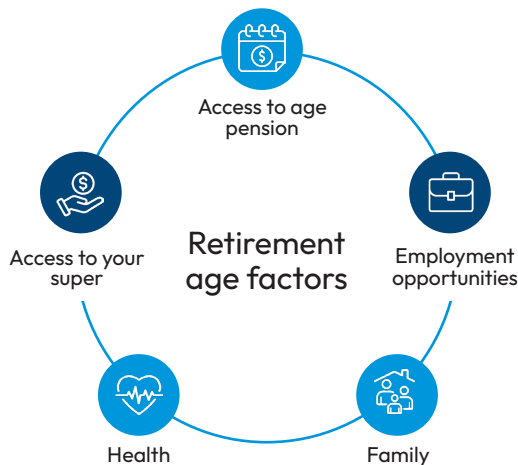 Access to age
pension
Access to your
super
Retirement
age factors
Employment
opportunities
Health
Family